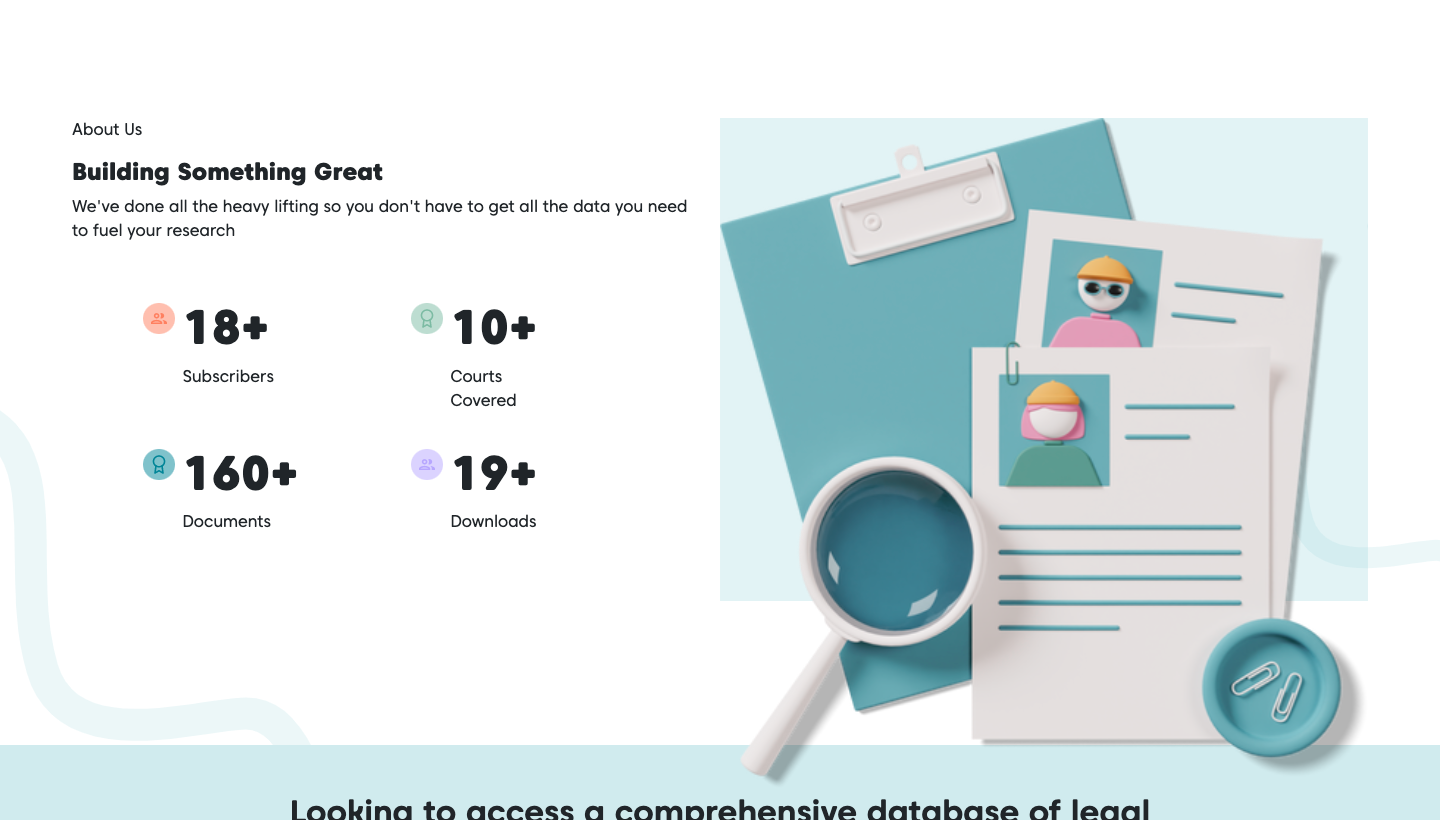 About Us
Building Something Great
We've done all the heavy lifting so you don't have to get all the data you need
to fuel your research
18+
Subscribers
10+
Courts
Covered
160+
Documents
19+
Downloads
Looking to access a comprehensive database of legal